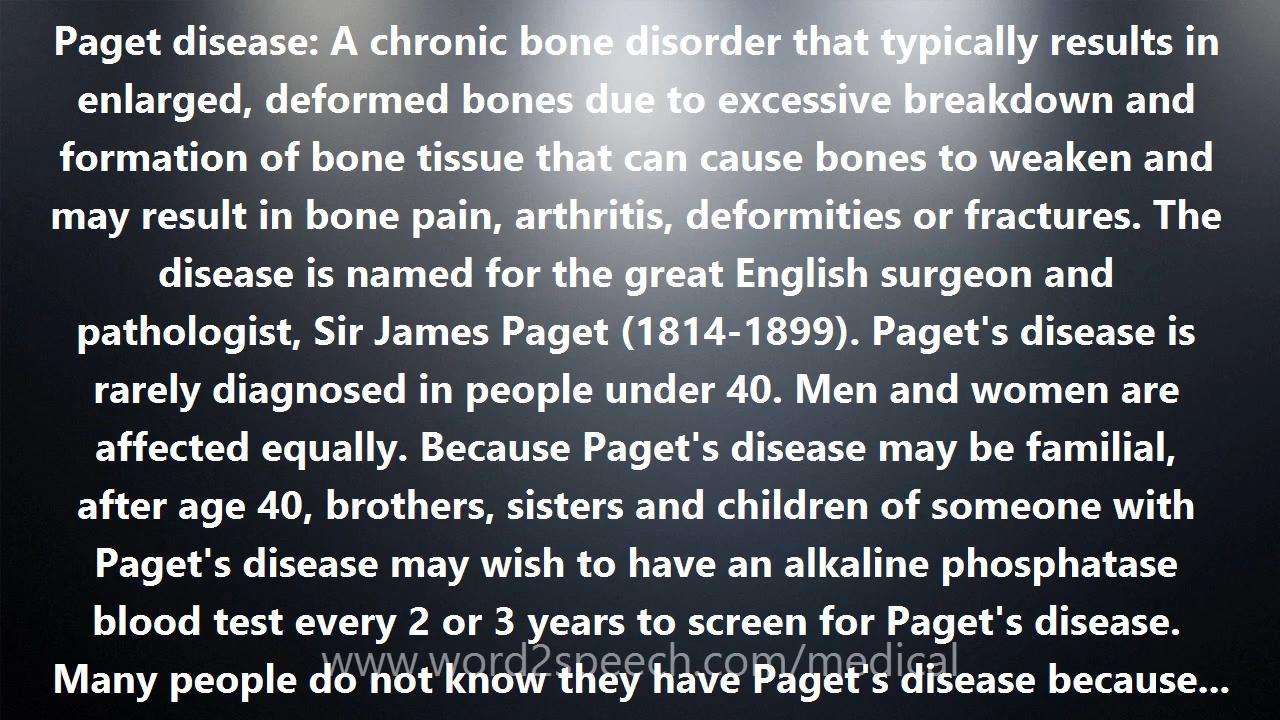 Paget disease: A chronic bone disorder that typically results in
enlarged, deformed bones due to excessive breakdown and
formation of bone tissue that can cause bones to weaken and
may result in bone pain, arthritis, deformities or fractures. The
disease is named for the great English surgeon and
pathologist, Sir James Paget (1814-1899). Paget's disease is
rarely diagnosed in people under 40. Men and women are
affected equally. Because Paget's disease may be familial,
after age 40, brothers, sisters and children of someone with
Paget's disease may wish to have an alkaline phosphatase
blood test every 2 or 3 years to screen for Paget's disease.
www.word2speech.com/medical
Many people do not know they have Paget's disease because...